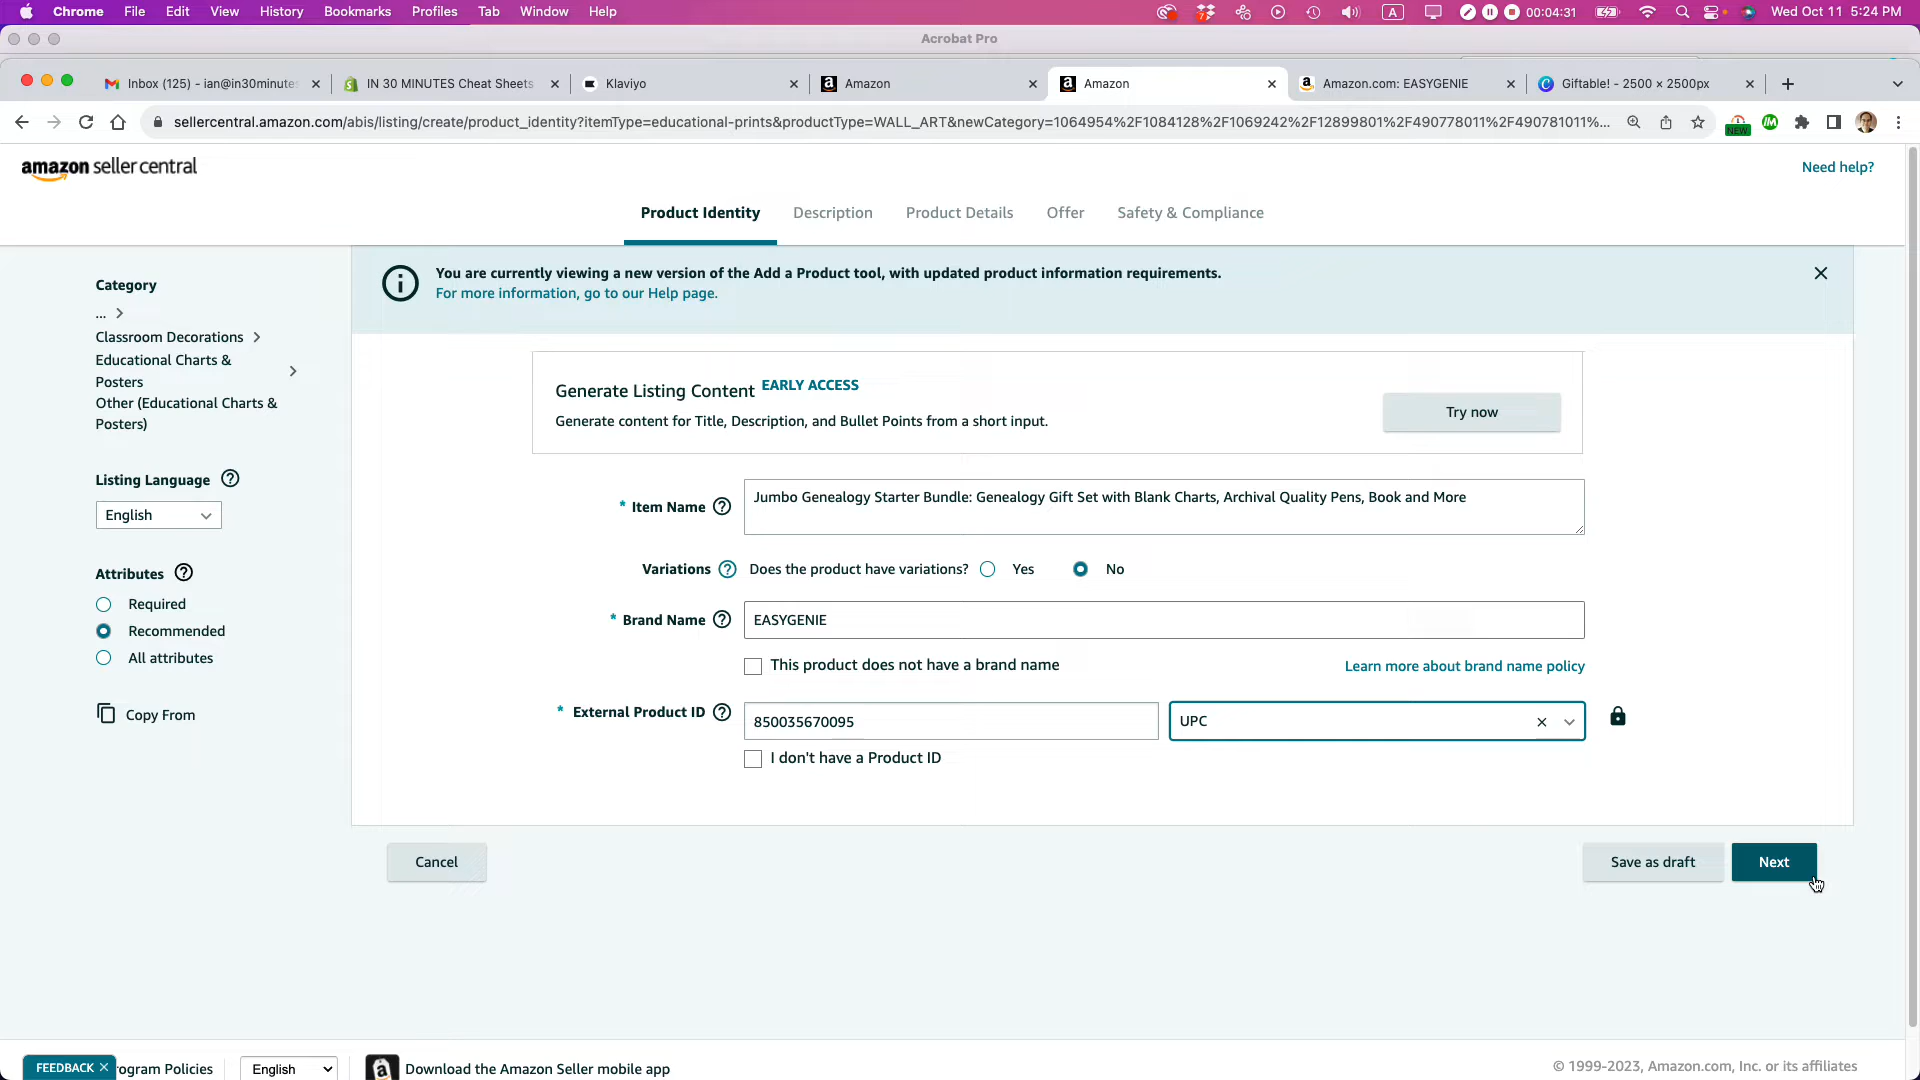 Chrome File Edit View History Bookmarks Profiles Tab Window Help A 00:04:31 Wed Oct 11 5:24 PM
Acrobat Pro
Inbox (125) - ian@in30minutes IN 30 MINUTES Cheat Sheets Klaviyo Amazon Amazon Amazon.com: EASYGENIE Giftable! - 2500 × 2500px
sellercentral.amazon.com/abis/listing/create/product_identity?itemType=educational-prints&productType=WALL_ART&newCategory=1064954%2F1084128%2F1069242%2F12899801%2F490778011%2F490781011%... NEW
amazon seller central
Need help?
Product Identity Description Product Details Offer Safety & Compliance
Category
...
Classroom Decorations
Educational Charts &
Posters
Other (Educational Charts &
Posters)
Listing Language
English
Attributes
Required
Recommended
All attributes
Copy From
You are currently viewing a new version of the Add a Product tool, with updated product information requirements.
For more information, go to our Help page.
Generate Listing Content EARLY ACCESS
Generate content for Title, Description, and Bullet Points from a short input.
Try now
* Item Name Jumbo Genealogy Starter Bundle: Genealogy Gift Set with Blank Charts, Archival Quality Pens, Book and More
Variations Does the product have variations? Yes No
* Brand Name EASYGENIE
This product does not have a brand name Learn more about brand name policy
* External Product ID 850035670095 UPC
I don't have a Product ID
Cancel Save as draft Next
FEEDBACK × rogram Policies English Download the Amazon Seller mobile app © 1999-2023, Amazon.com, Inc. or its affiliates